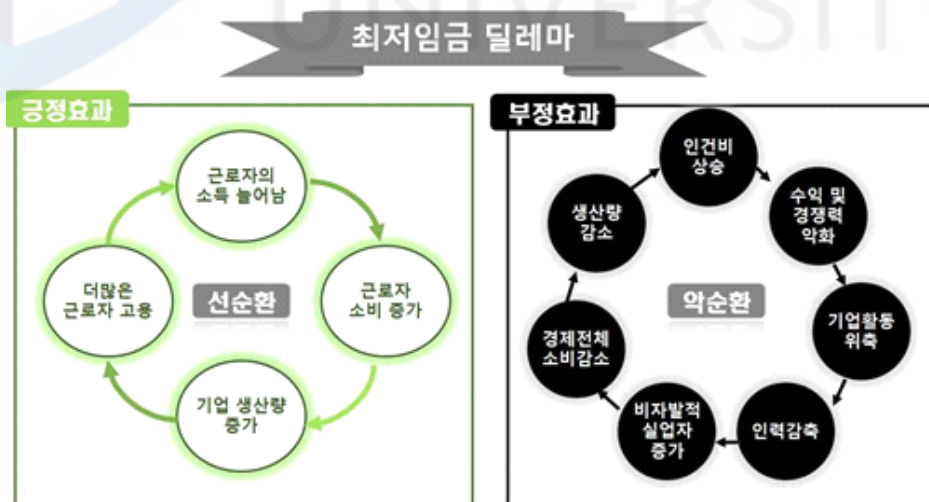 UNIVERSIT
최저임금 딜레마
긍정효과
근로자의
소득 늘어남
근로자
소비 증가
기업 생산량
증가
더많은
근로자 고용
선순환
부정효과
인건비
상승
수익 및
경쟁력
악화
기업활동
위축
인력감축
비자발적
실업자
증가
경제전체
소비감소
생산량
감소
악순환